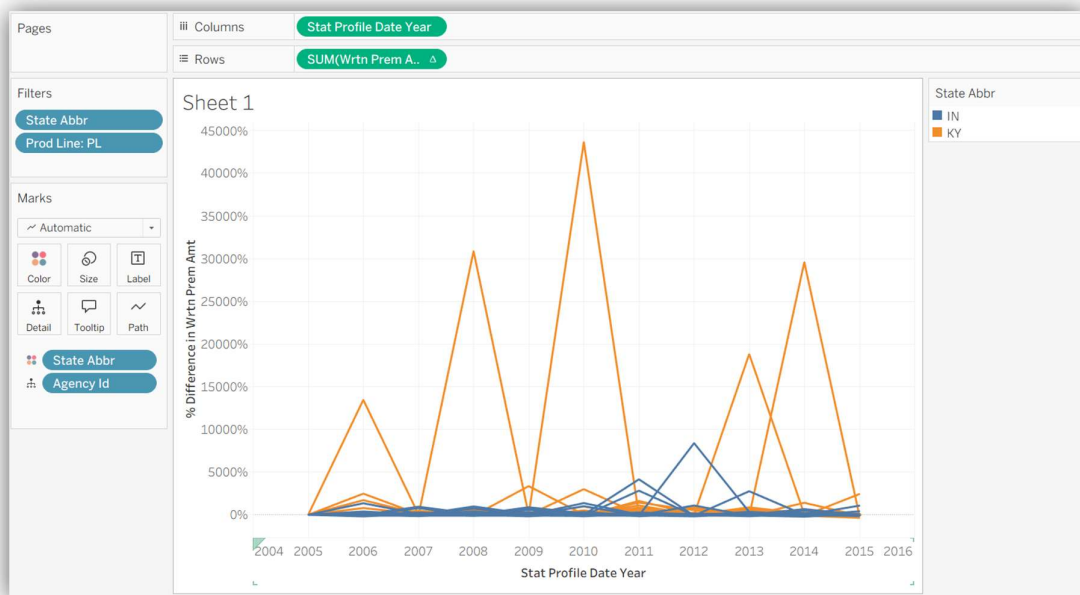 Pages
Columns
Stat Profile Date Year
Rows
SUM(Wrtn Prem A.. Δ
Filters
State Abbr
Prod Line: PL
Marks
Automatic
Color
Size
Label
Detail
Tooltip
Path
State Abbr
Agency Id
Sheet 1
% Difference in Wrtn Prem Amt
45000%
40000%
35000%
30000%
25000%
20000%
15000%
10000%
5000%
0%
2004 2005 2006 2007 2008 2009 2010 2011 2012 2013 2014 2015 2016
Stat Profile Date Year
State Abbr
IN
KY